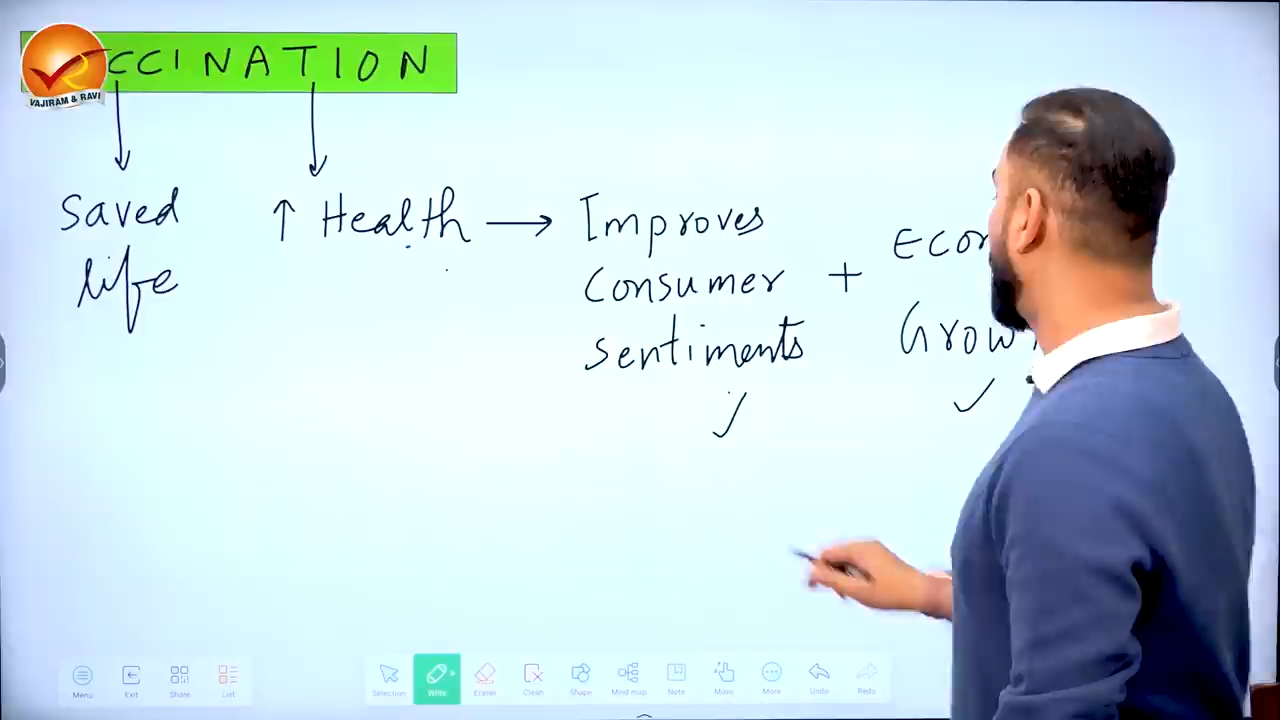 CCINATION
VAJIRAM & RAVI
Saved
life
↑ Health → Improves
Consumer
sentiments
+
Menu
Exit
Share
List
Selection
Write
Eraser
Clean
Shape
Mind map
Note
Move
More
Undo
Redo